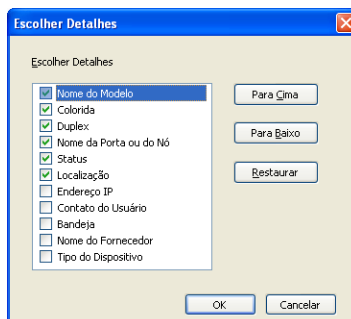 Escolher Detalhes
Escolher Detalhes
Nome do Modelo
Colorida
Duplex
Nome da Porta ou do Nó
Status
Localização
Endereço IP
Contato do Usuário
Bandeja
Nome do Fornecedor
Tipo do Dispositivo
Para Cima
Para Baixo
Restaurar
OK
Cancelar